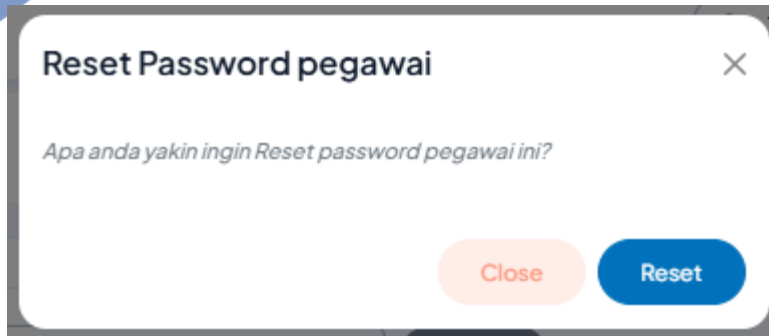 Reset Password pegawai
Apa anda yakin ingin Reset password pegawai ini?
Close
Reset